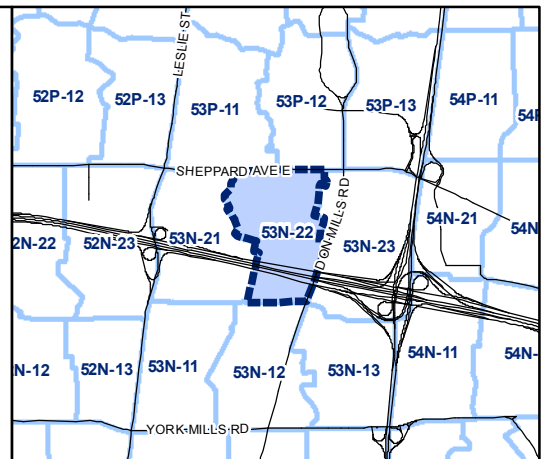 LESLIE ST
52P-12
52P-13
53P-11
53P-12
53P-13
54P-11
54P
SHEPPARD AVE E
DON MILLS RD
2N-22
52N-23
53N-21
53N-22
53N-23
54N-21
54N
N-12
52N-13
53N-11
53N-12
53N-13
54N-11
54N-
YORK MILLS RD